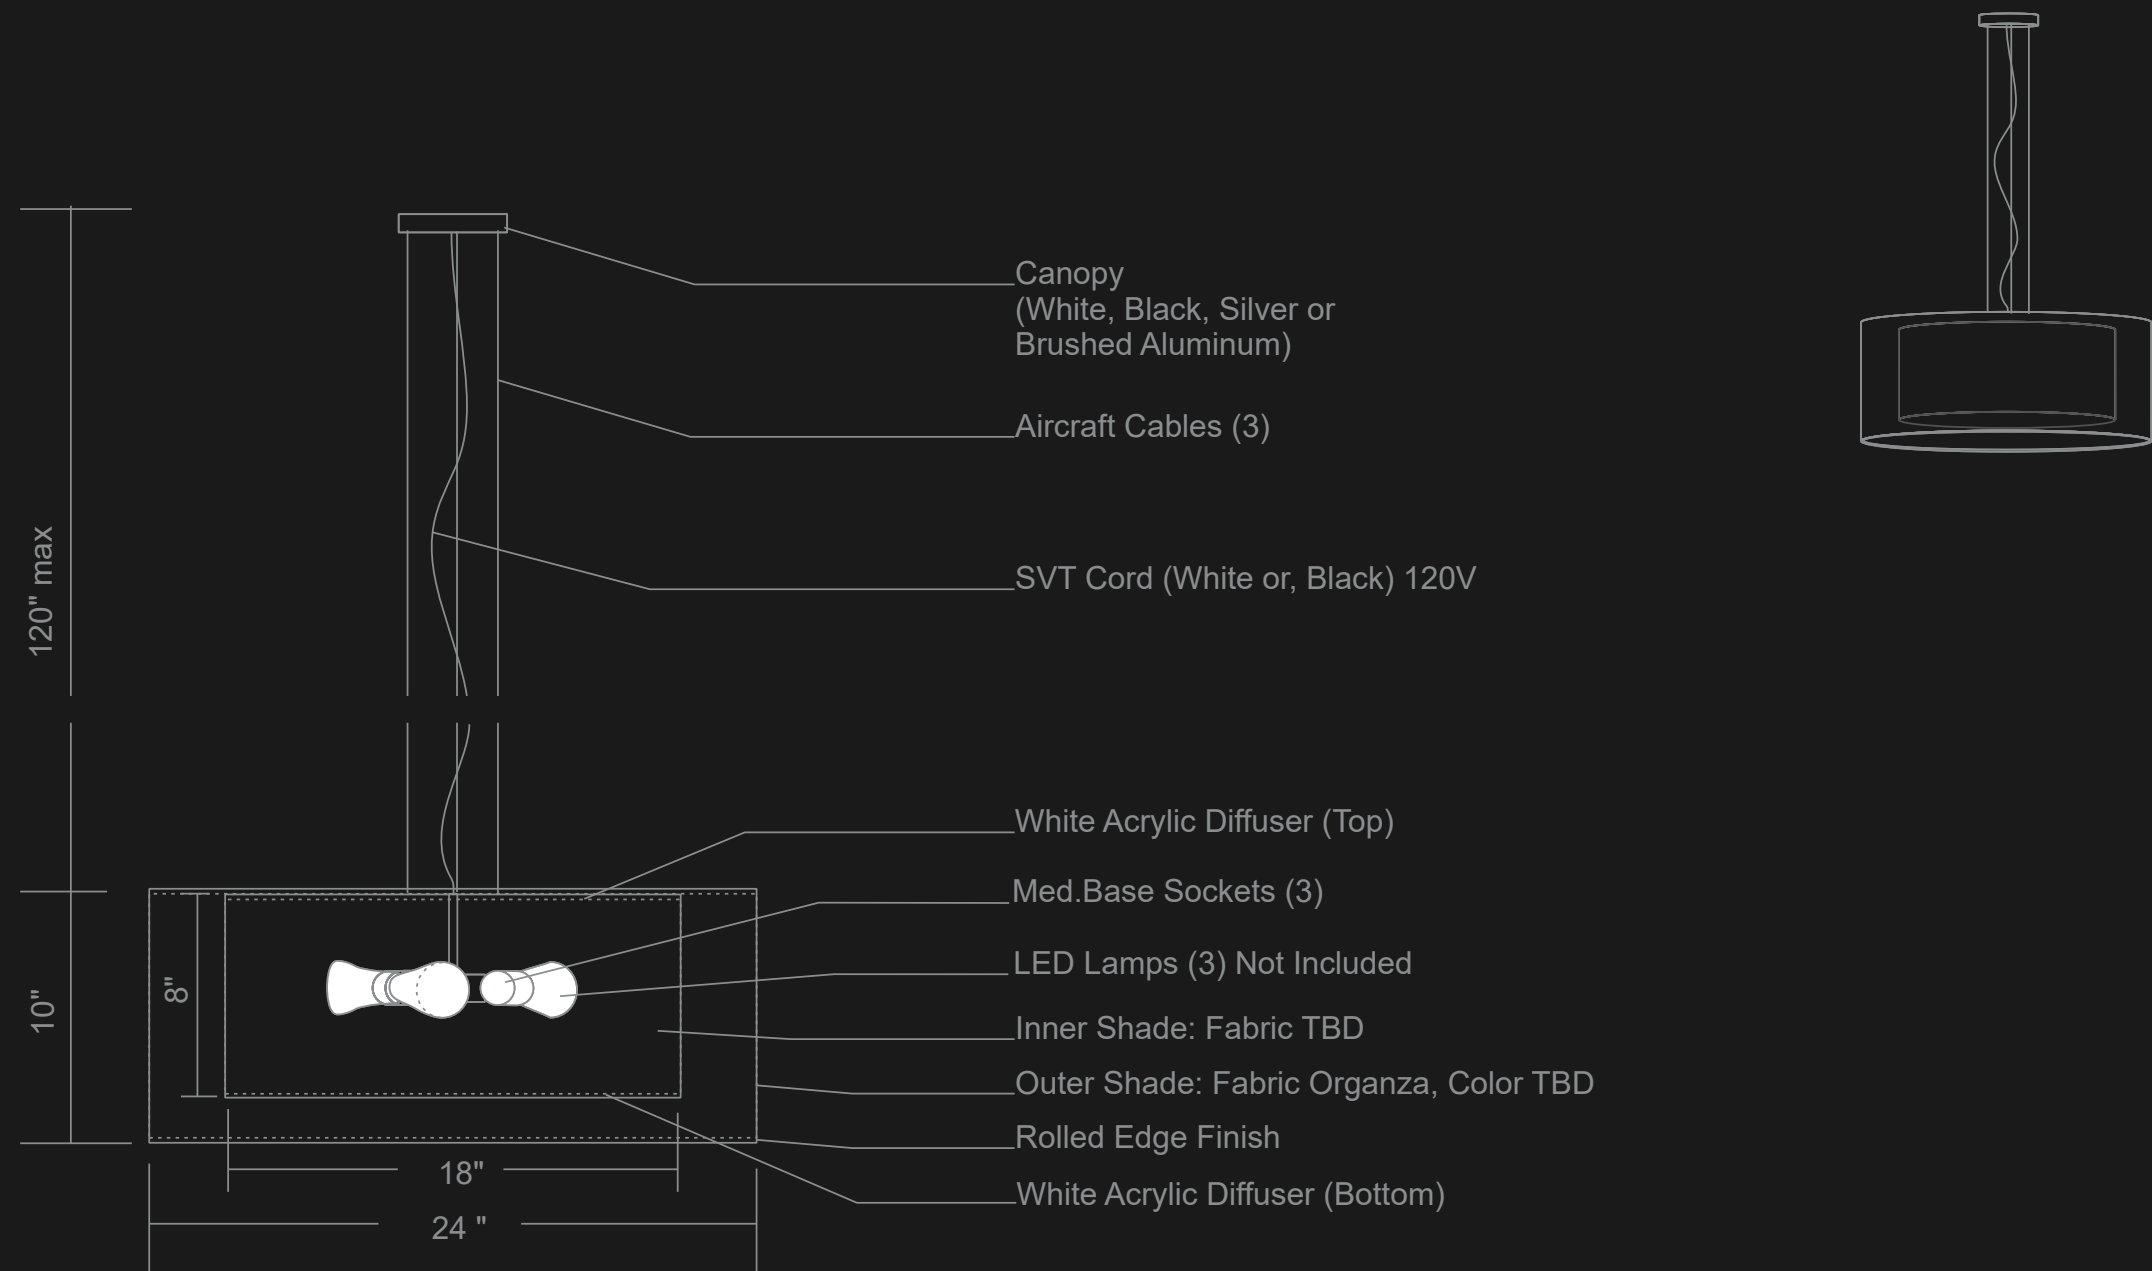 Canopy
(White, Black, Silver or
Brushed Aluminum)
Aircraft Cables (3)
120" max
SVT Cord (White or, Black) 120V
White Acrylic Diffuser (Top)
Med.Base Sockets (3)
LED Lamps (3) Not Included
8"
10"
Inner Shade: Fabric TBD
Outer Shade: Fabric Organza, Color TBD
Rolled Edge Finish
18"
White Acrylic Diffuser (Bottom)
24 "